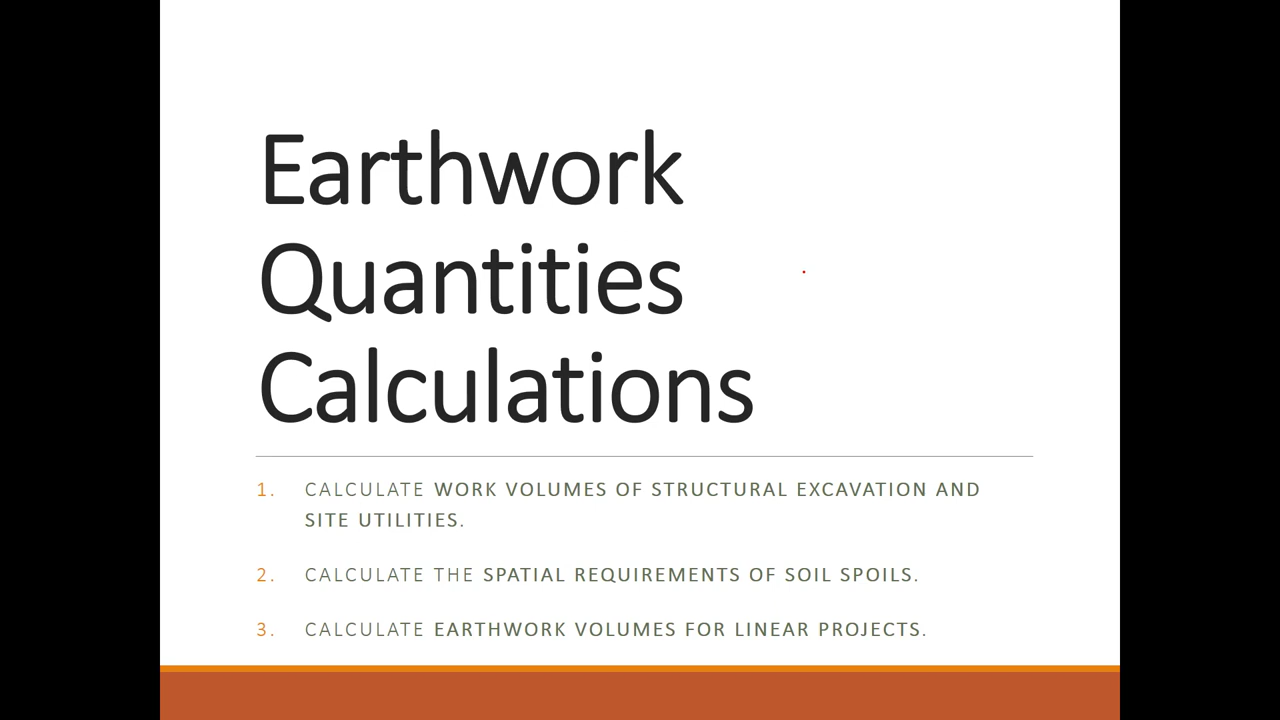 Earthwork
Quantities
Calculations
1. CALCULATE WORK VOLUMES OF STRUCTURAL EXCAVATION AND
SITE UTILITIES.
2. CALCULATE THE SPATIAL REQUIREMENTS OF SOIL SPOILS.
3. CALCULATE EARTHWORK VOLUMES FOR LINEAR PROJECTS.